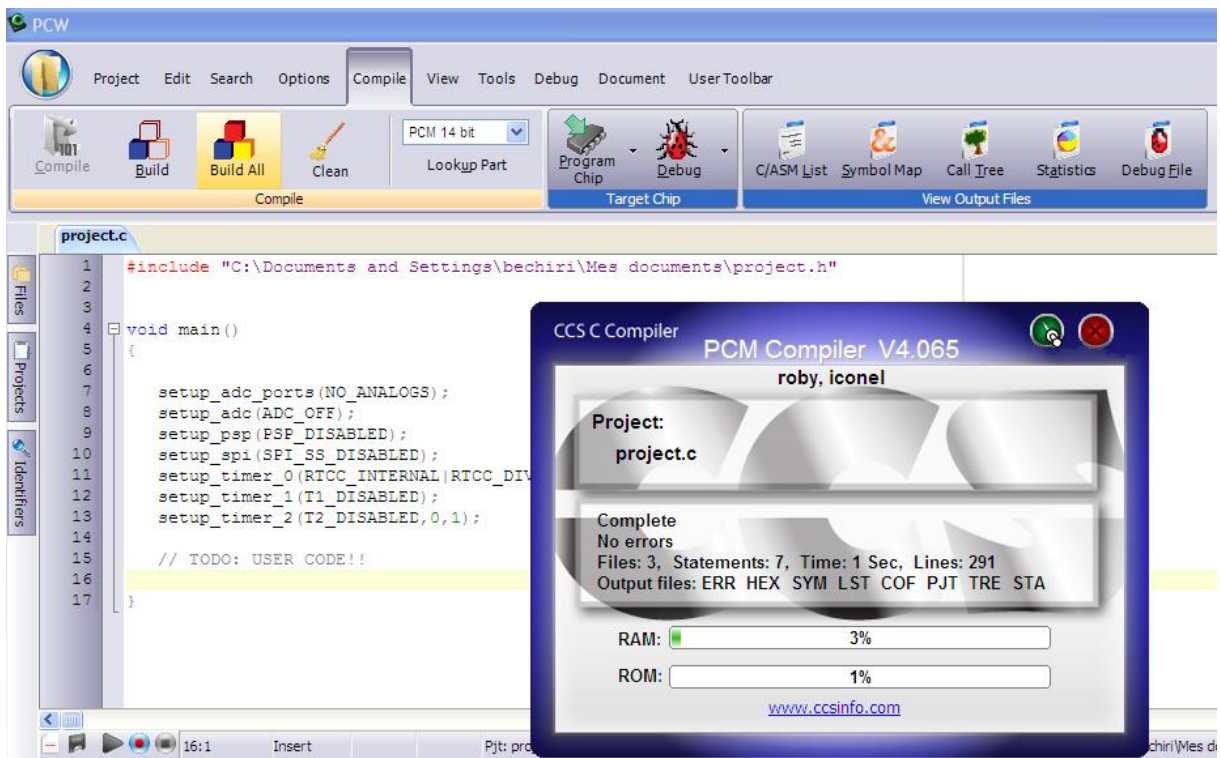 PCW
Project Edit Search Options Compile View Tools Debug Document User Toolbar
101
Compile Build Build All Clean
PCM 14 bit
Lookup Part
Program Chip Debug
C/ASM List Symbol Map Call Tree Statistics Debug File
Compile Target Chip View Output Files
project.c
Files
Projects
Identifiers
1 #include "C:\Documents and Settings\bechiri\Mes documents\project.h"
2
3
4 void main()
5 {
6
7 setup_adc_ports(NO_ANALOGS);
8 setup_adc(ADC_OFF);
9 setup_psp(PSP_DISABLED);
10 setup_spi(SPI_SS_DISABLED);
11 setup_timer_0(RTCC_INTERNAL|RTCC_DIV
12 setup_timer_1(T1_DISABLED);
13 setup_timer_2(T2_DISABLED,0,1);
14
15 // TODO: USER CODE!!
16
17 }
CCS C Compiler
PCM Compiler V4.065
roby, iconel
Project:
project.c
Complete
No errors
Files: 3, Statements: 7, Time: 1 Sec, Lines: 291
Output files: ERR HEX SYM LST COF PJT TRE STA
RAM: 3%
ROM: 1%
www.ccsinfo.com
16:1 Insert Pjt: pro chiri\Mes d